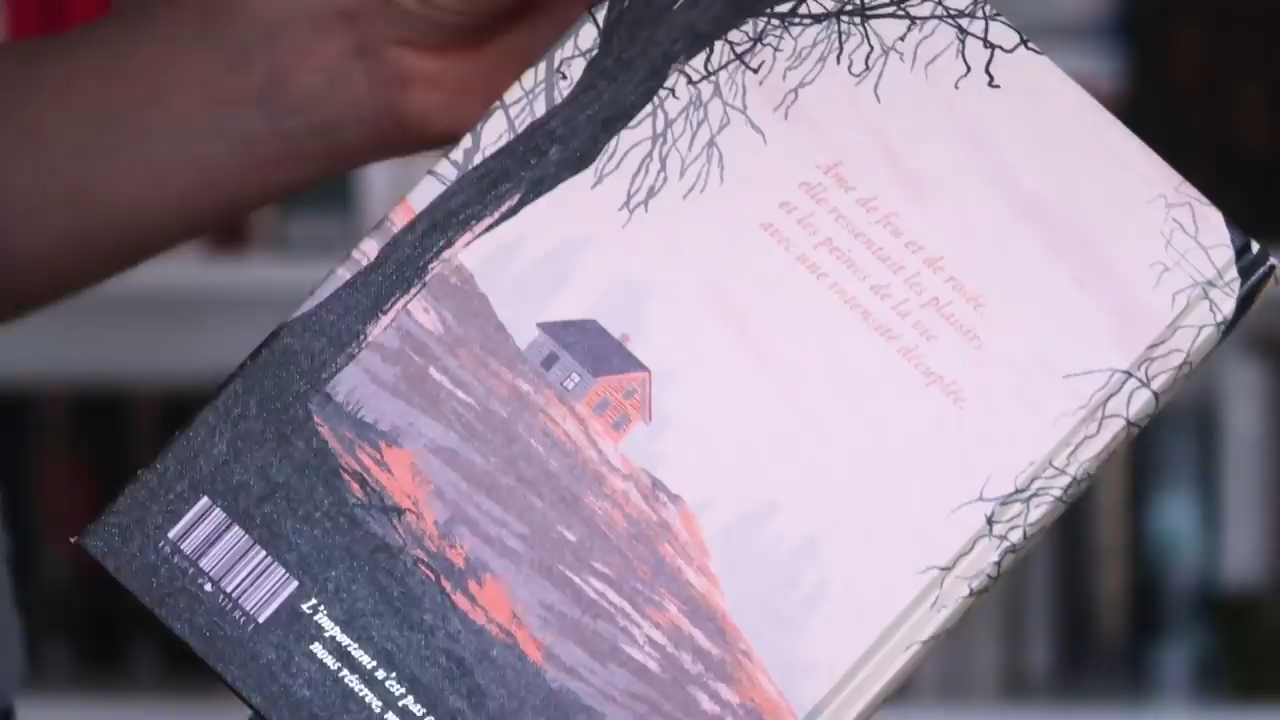 Âme de feu et de rosée,
elle ressentait les plaisirs
et les peines de la vie
avec une intensité décuplée.
L'important n'est pas
nous réserve,